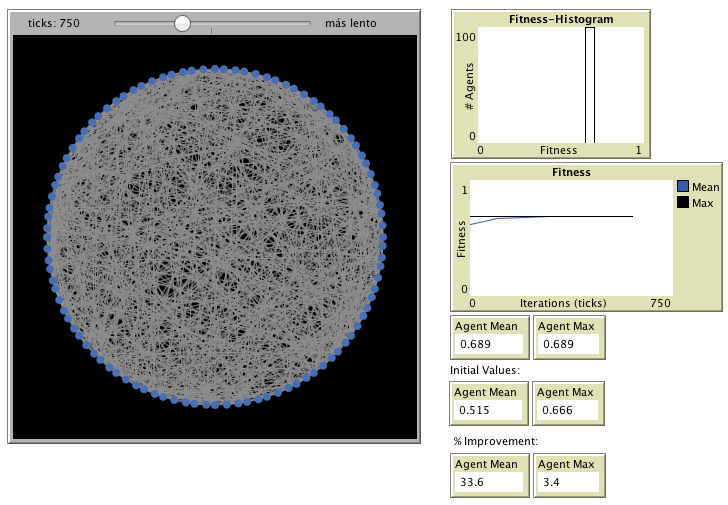 ticks: 750
más lento
Fitness-Histogram
100
# Agents
0
0
Fitness
1
Fitness
1
Fitness
0
0
Iterations (ticks)
750
Mean
Max
Agent Mean
0.689
Agent Max
0.689
Initial Values:
Agent Mean
0.515
Agent Max
0.666
% Improvement:
Agent Mean
33.6
Agent Max
3.4